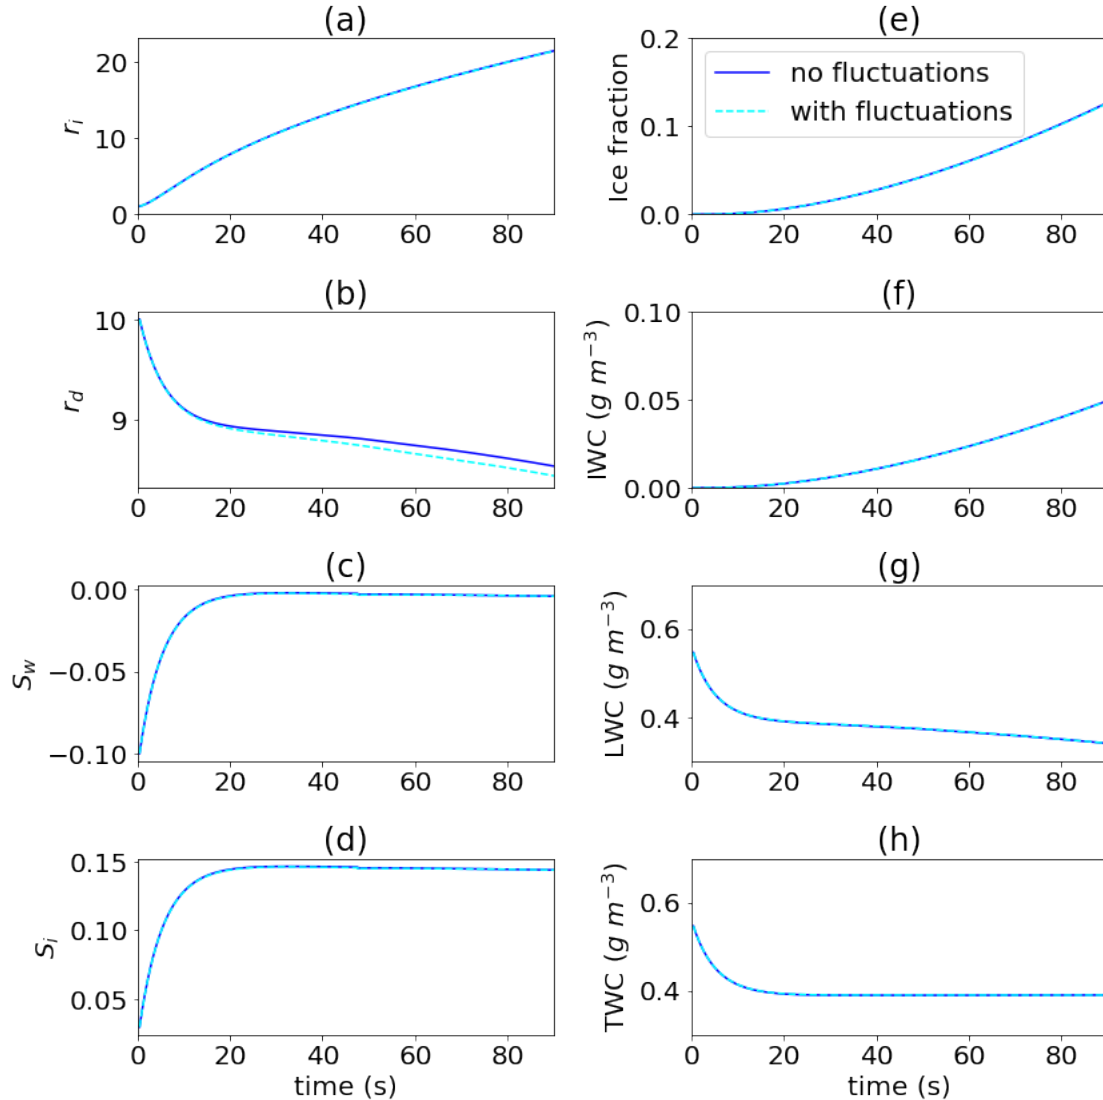 (a)
r_i
20
10
0
0 20 40 60 80
(b)
r_d
10
9
0 20 40 60 80
(c)
S_w
0.00
−0.05
−0.10
0 20 40 60 80
(d)
S_i
0.15
0.10
0.05
0 20 40 60 80
time (s)
(e)
Ice fraction
0.2
0.1
0.0
no fluctuations
with fluctuations
0 20 40 60 80
(f)
IWC (g m⁻³)
0.10
0.05
0.00
0 20 40 60 80
(g)
LWC (g m⁻³)
0.6
0.4
0 20 40 60 80
(h)
TWC (g m⁻³)
0.6
0.4
0 20 40 60 80
time (s)